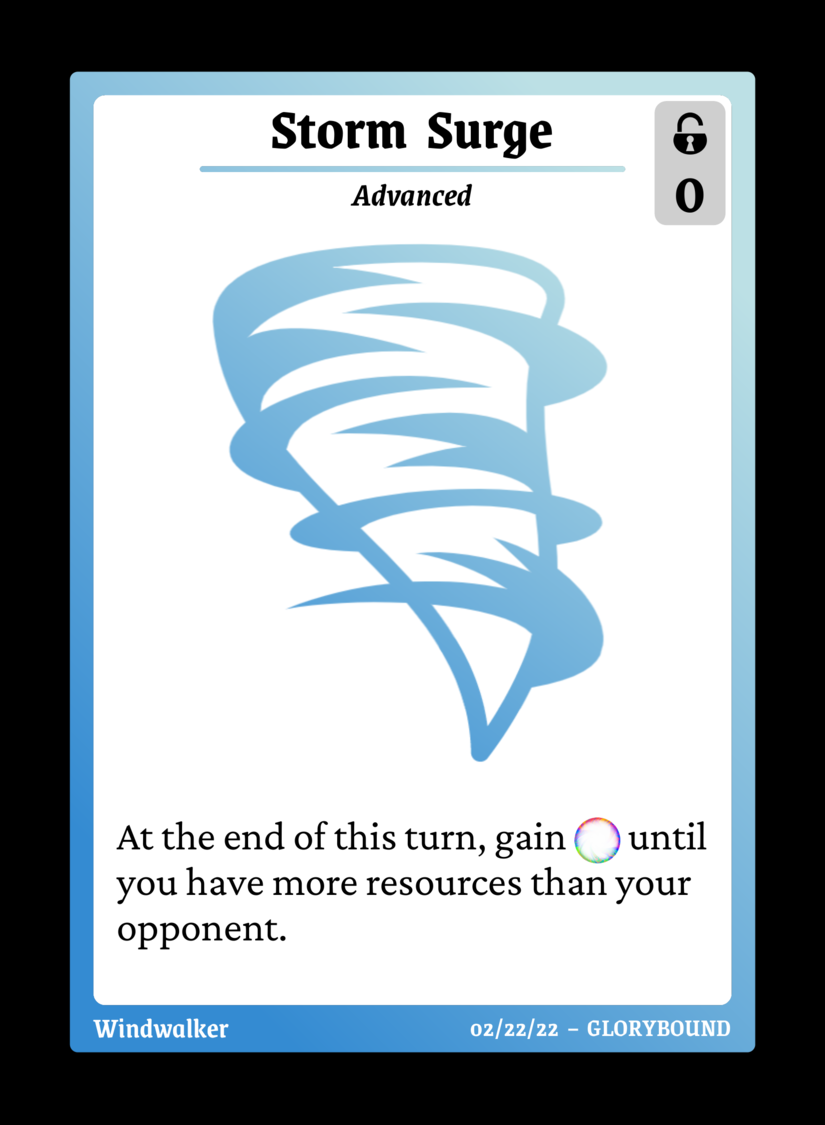 Storm Surge
Advanced
0
At the end of this turn, gain until
you have more resources than your
opponent.
Windwalker
02/22/22 – GLORYBOUND